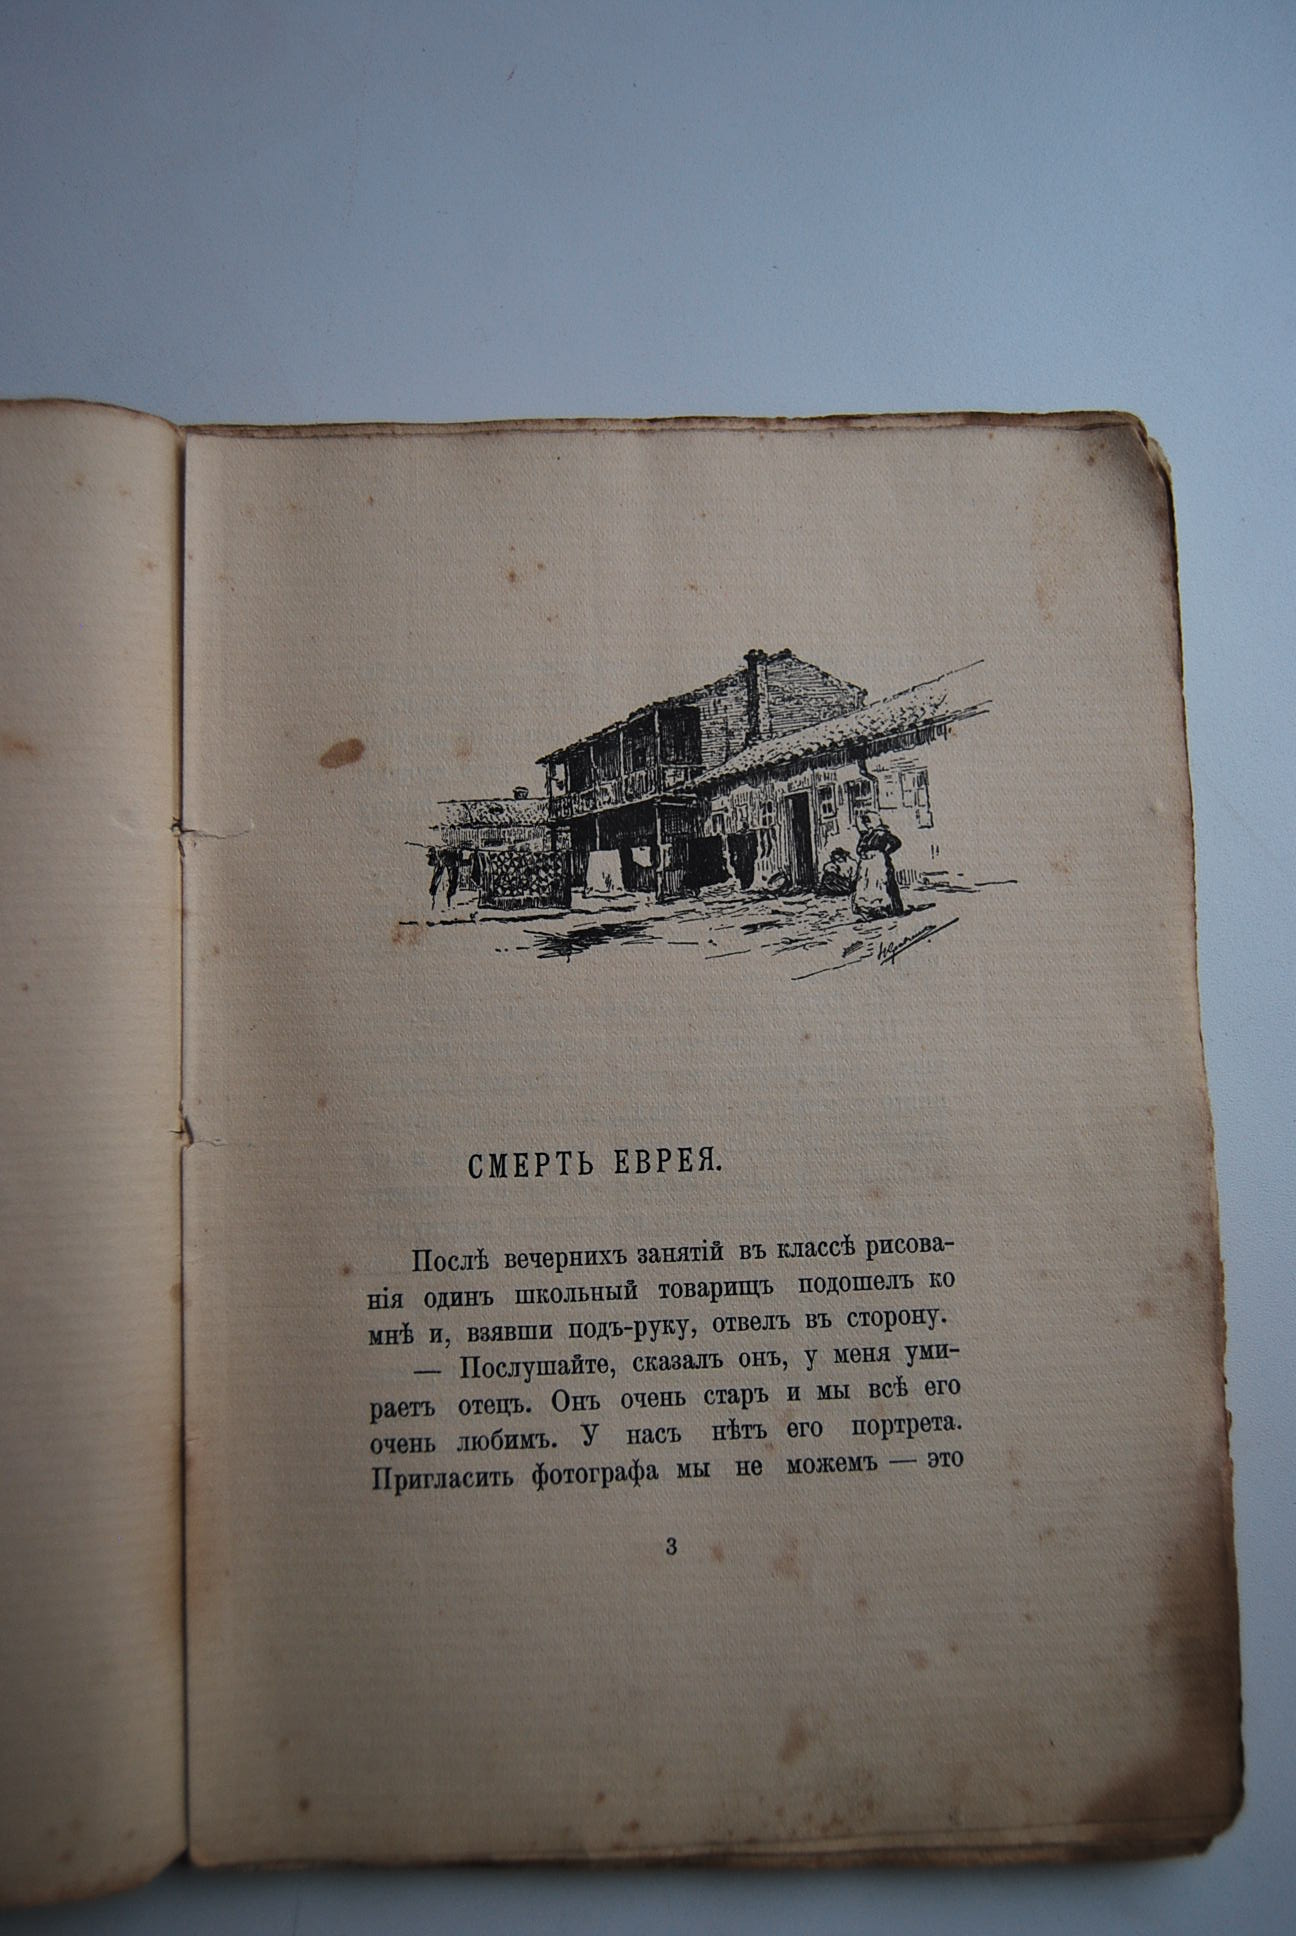 СМЕРТЬ ЕВРЕЯ.
Послѣ вечернихъ занятій въ классѣ рисова-
нія одинъ школьный товарищъ подошелъ ко
мнѣ и, взявши подъ-руку, отвелъ въ сторону.
— Послушайте, сказалъ онъ, у меня уми-
раетъ отецъ. Онъ очень старъ и мы всѣ его
очень любимъ. У насъ нѣтъ его портрета.
Пригласить фотографа мы не можемъ — это
3